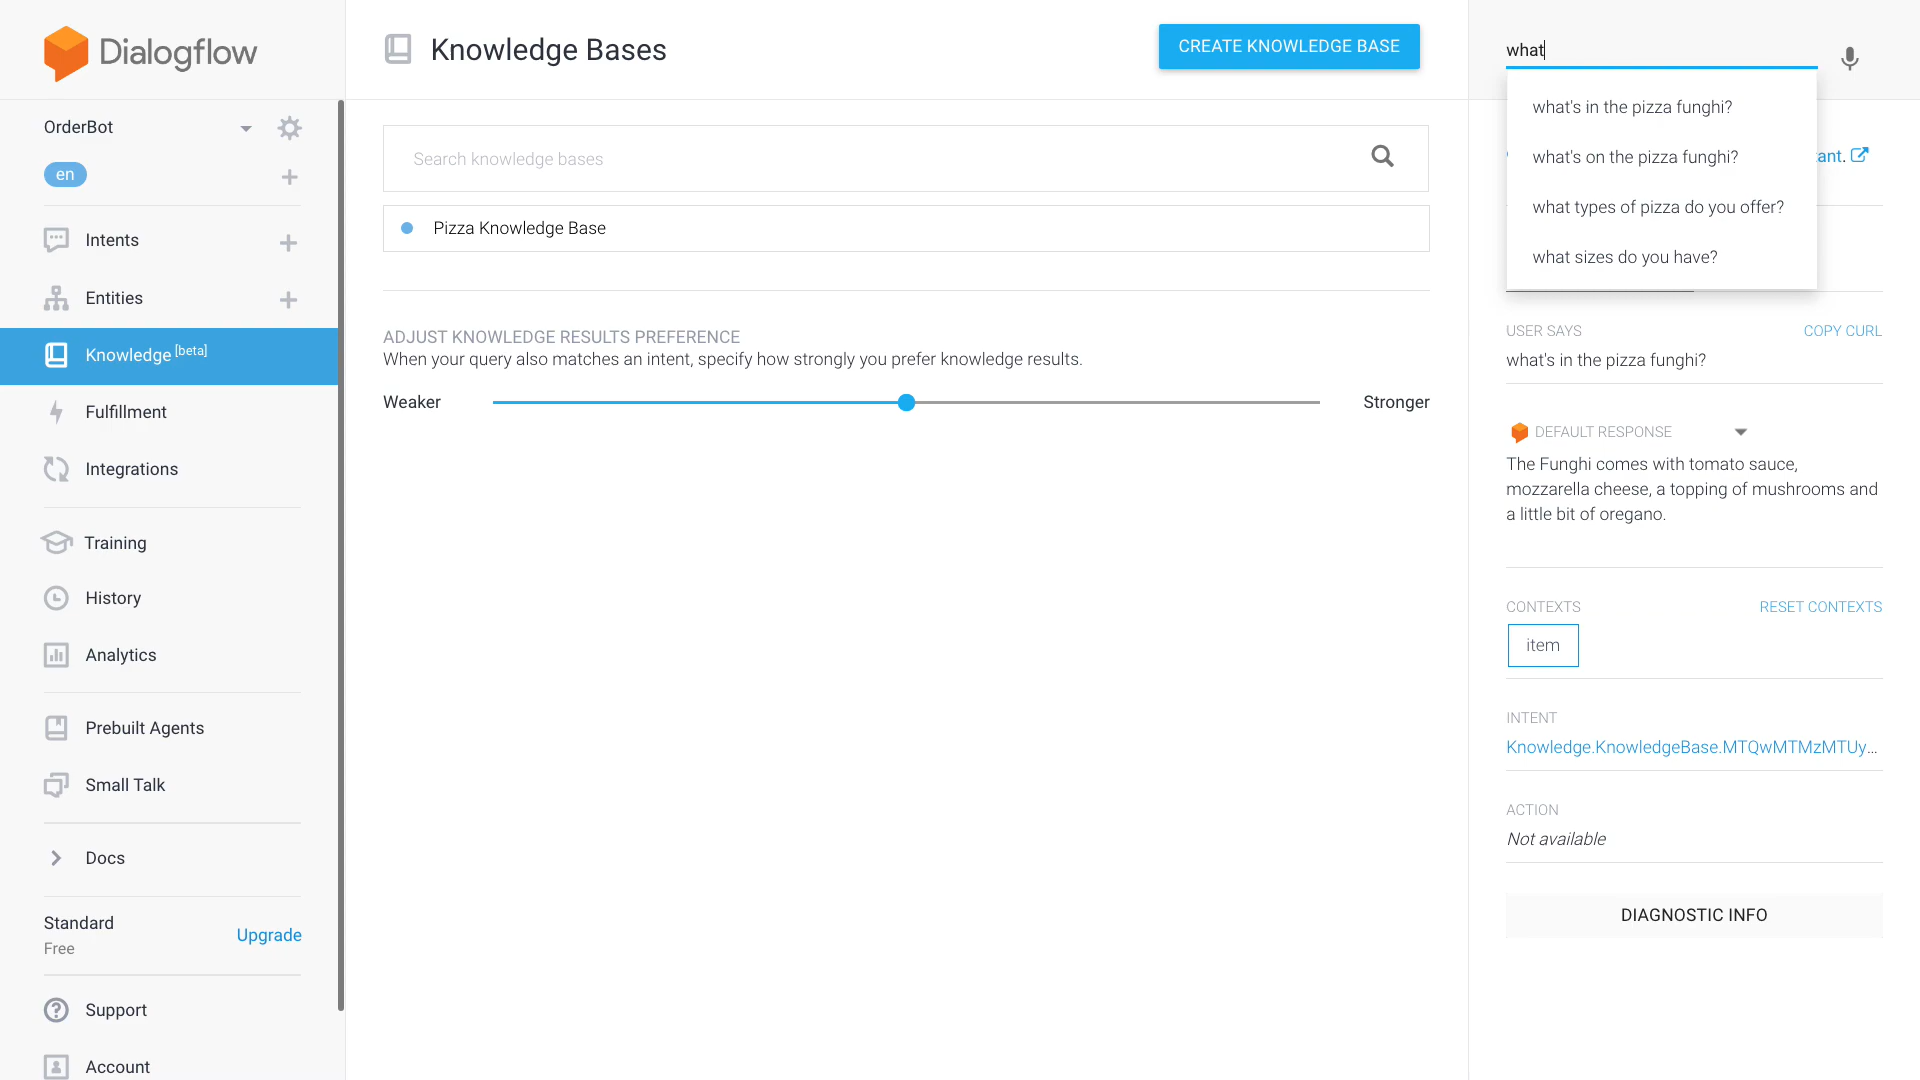 Dialogflow
OrderBot
en
Intents
Entities
Knowledge [beta]
Fulfillment
Integrations
Training
History
Analytics
Prebuilt Agents
Small Talk
Docs
Standard
Free
Upgrade
Support
Account
Knowledge Bases
CREATE KNOWLEDGE BASE
Search knowledge bases
Pizza Knowledge Base
ADJUST KNOWLEDGE RESULTS PREFERENCE
When your query also matches an intent, specify how strongly you prefer knowledge results.
Weaker
Stronger
what
what's in the pizza funghi?
what's on the pizza funghi?
what types of pizza do you offer?
what sizes do you have?
tant.
USER SAYS
COPY CURL
what's in the pizza funghi?
DEFAULT RESPONSE
The Funghi comes with tomato sauce,
mozzarella cheese, a topping of mushrooms and
a little bit of oregano.
CONTEXTS
RESET CONTEXTS
item
INTENT
Knowledge.KnowledgeBase.MTQwMTMzMTUy...
ACTION
Not available
DIAGNOSTIC INFO